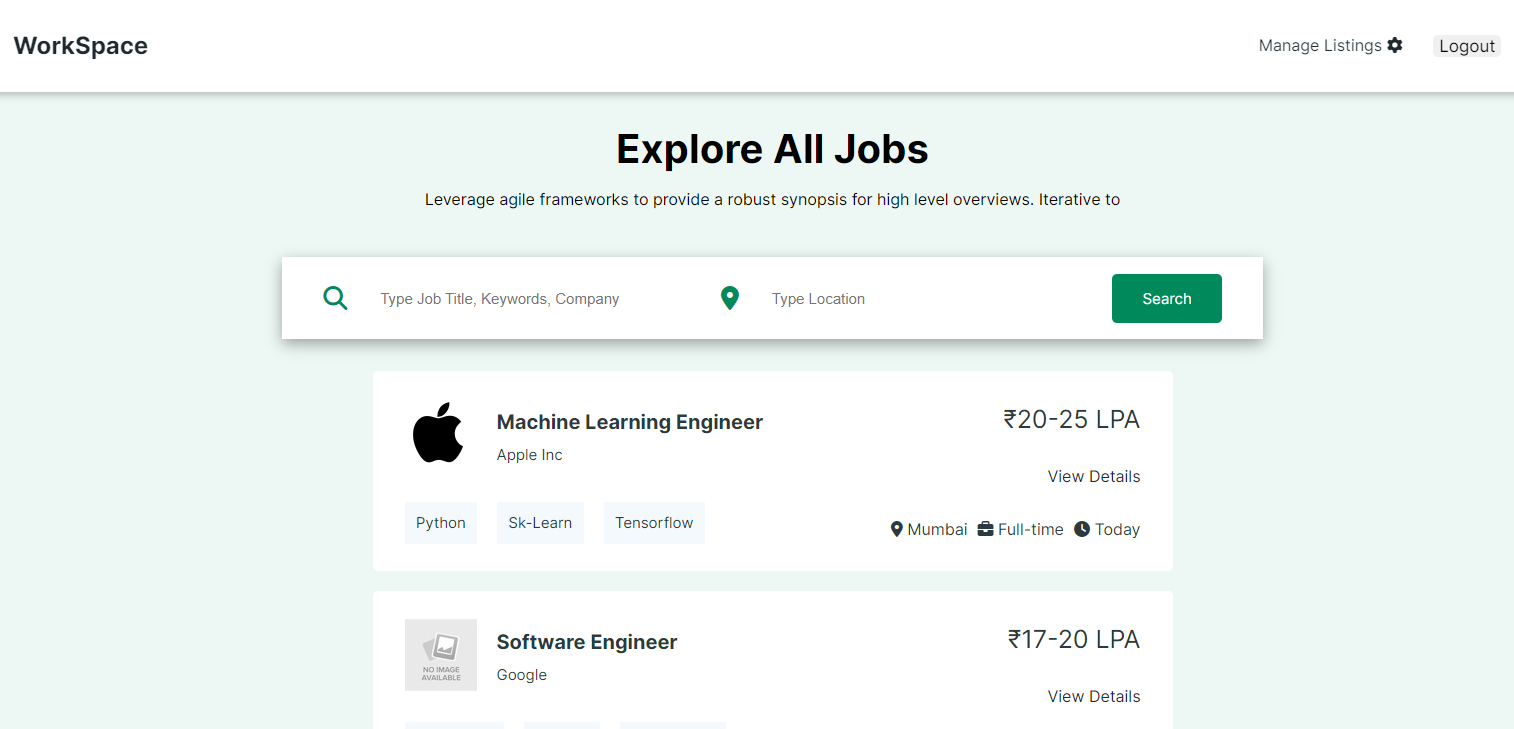 WorkSpace
Manage Listings
Logout
Explore All Jobs
Leverage agile frameworks to provide a robust synopsis for high level overviews. Iterative to
Type Job Title, Keywords, Company
Type Location
Search
Machine Learning Engineer
₹20-25 LPA
Apple Inc
View Details
Python
Sk-Learn
Tensorflow
Mumbai
Full-time
Today
NO IMAGE
AVAILABLE
Software Engineer
₹17-20 LPA
Google
View Details